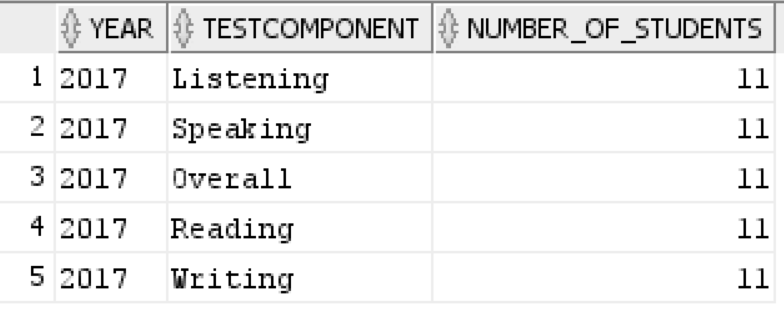 YEAR TESTCOMPONENT NUMBER_OF_STUDENTS
1 2017 Listening 11
2 2017 Speaking 11
3 2017 Overall 11
4 2017 Reading 11
5 2017 Writing 11